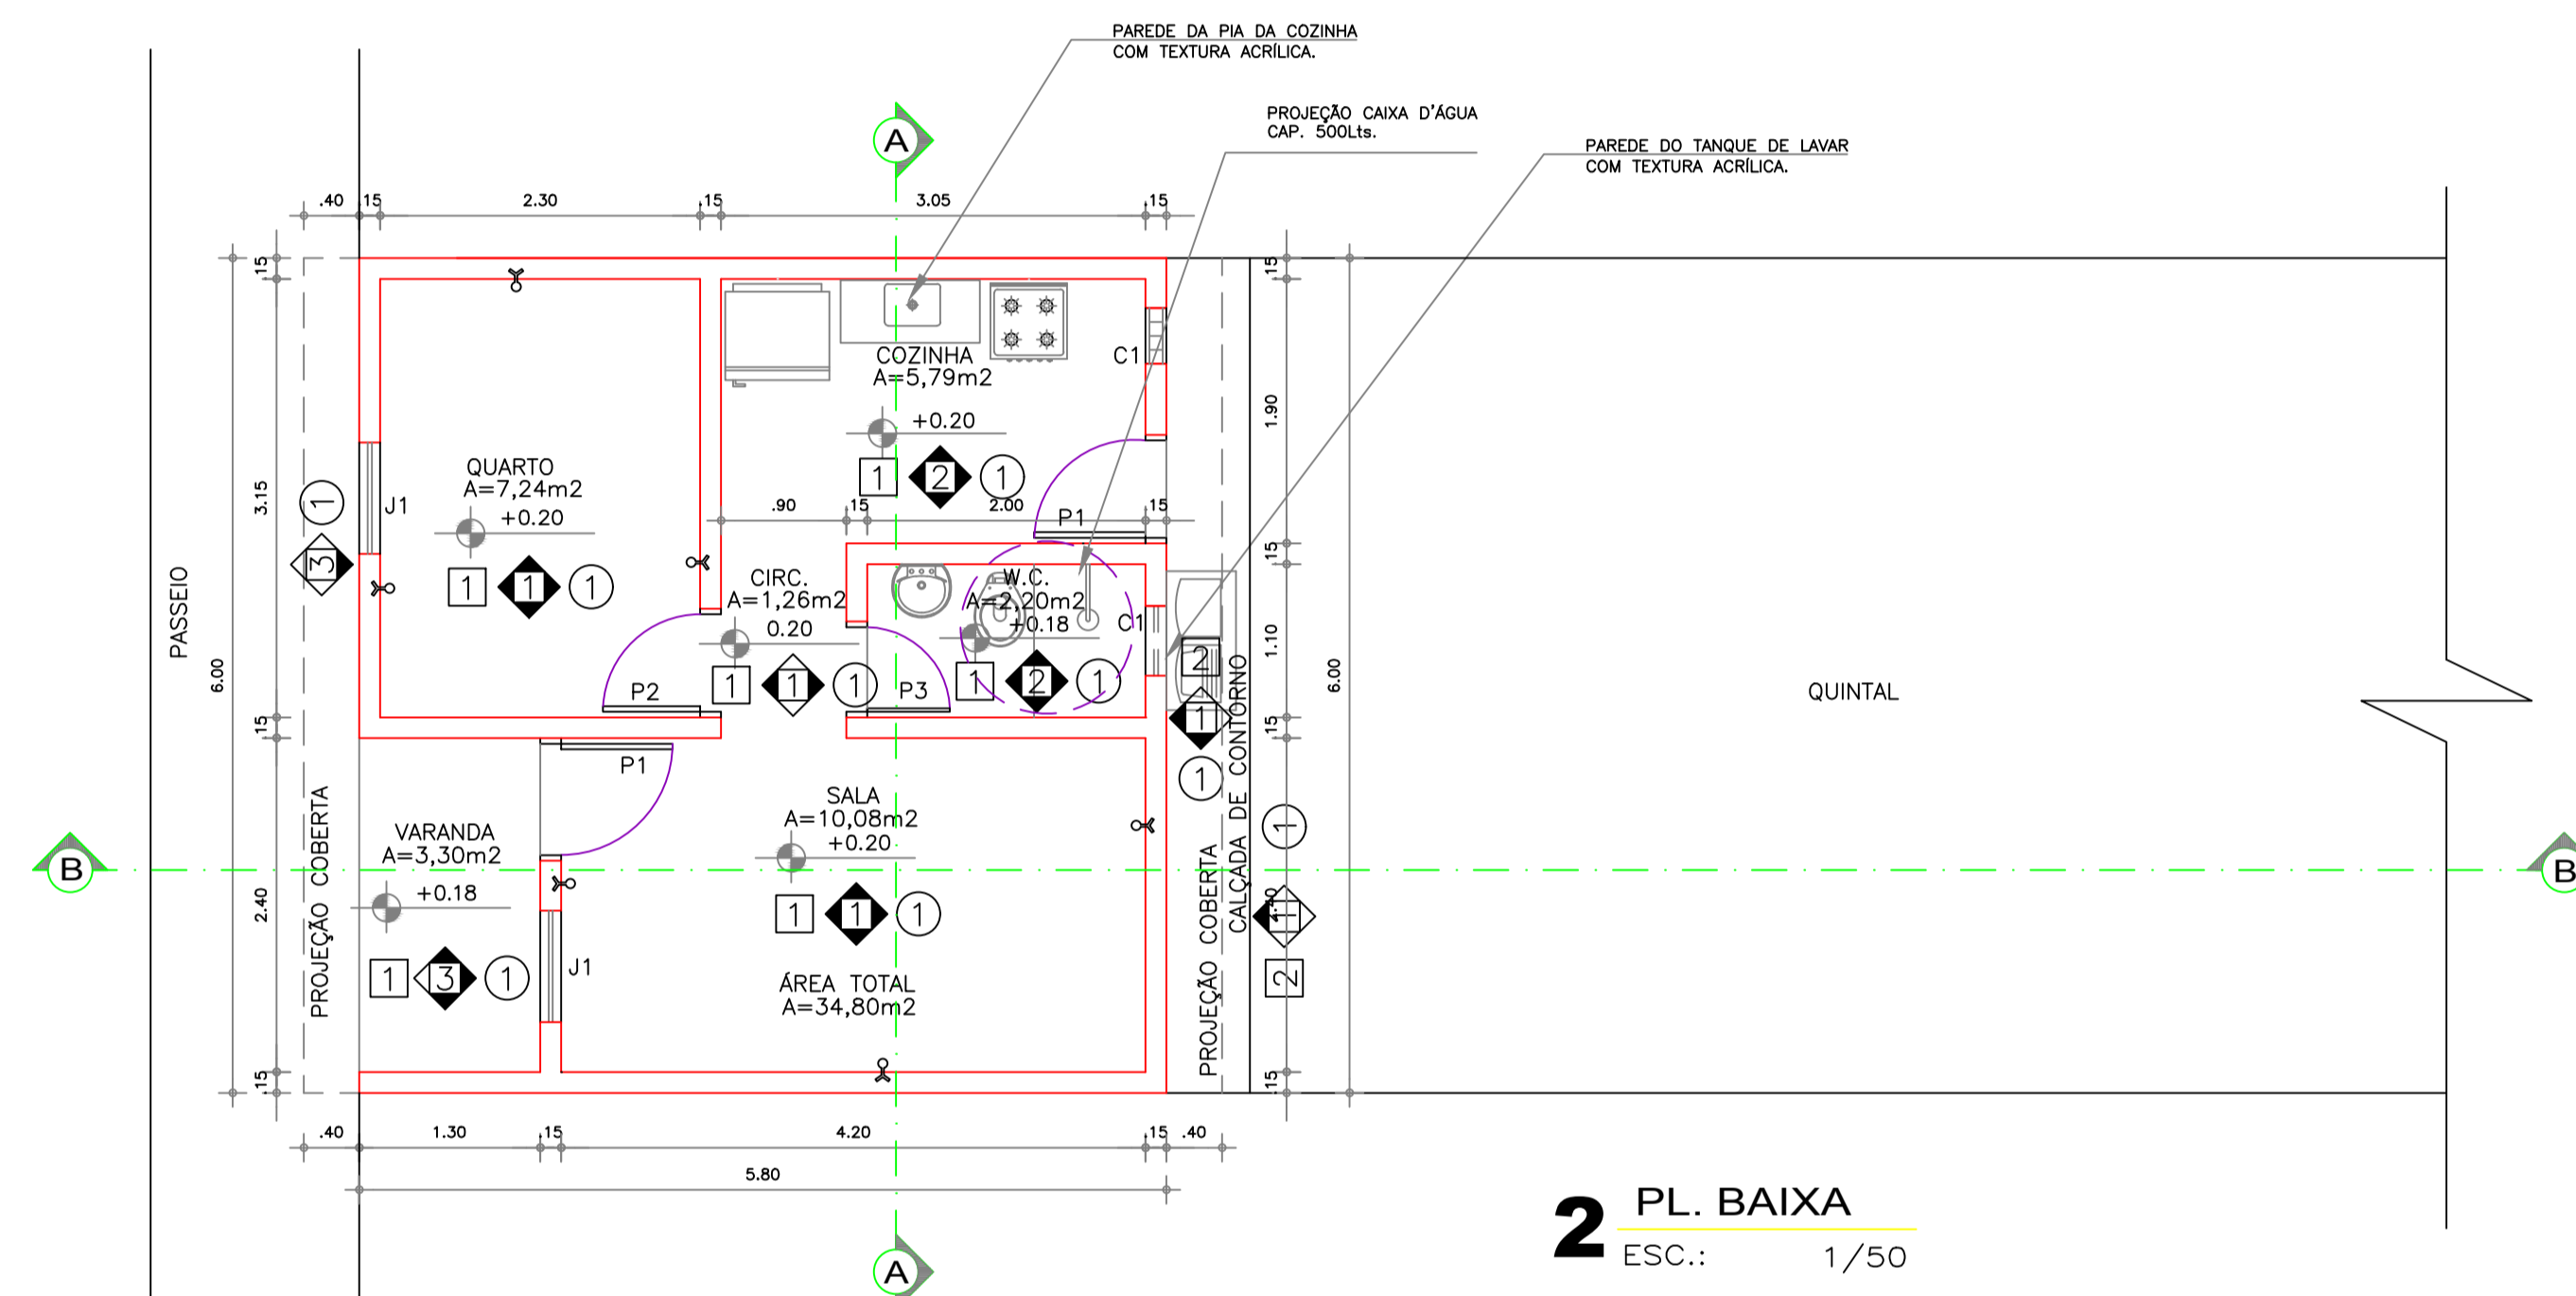 PAREDE DA PIA DA COZINHA
COM TEXTURA ACRÍLICA.
PROJEÇÃO CAIXA D'ÁGUA
CAP. 500Lts.
PAREDE DO TANQUE DE LAVAR
COM TEXTURA ACRÍLICA.
A
.40 .15 2.30 .15 3.05 .15
.15
.15
COZINHA
A=5,79m2
C1
+0.20
1 2 1
1.90
QUARTO
A=7,24m2
J1
+0.20
1 1 1
1
3
3.15
.90 .15 2.00 .15
P1
.15
CIRC.
A=1,26m2
0.20
1 1 1
W.C.
A=2,20m2
+0.18
C1
1 2 1
P2
P3
PASSEIO
6.00
1.10
6.00
2
1
1
QUINTAL
.15
.15
P1
SALA
A=10,08m2
+0.20
1 1 1
VARANDA
A=3,30m2
+0.18
1 3 1
J1
B
B
PROJEÇÃO COBERTA
2.40
PROJEÇÃO COBERTA
CALÇADA DE CONTORNO
1
1
2
2.40
ÁREA TOTAL
A=34,80m2
.15
.15
.40 1.30 .15 4.20 .15 .40
5.80
A
2 PL. BAIXA
ESC.: 1/50